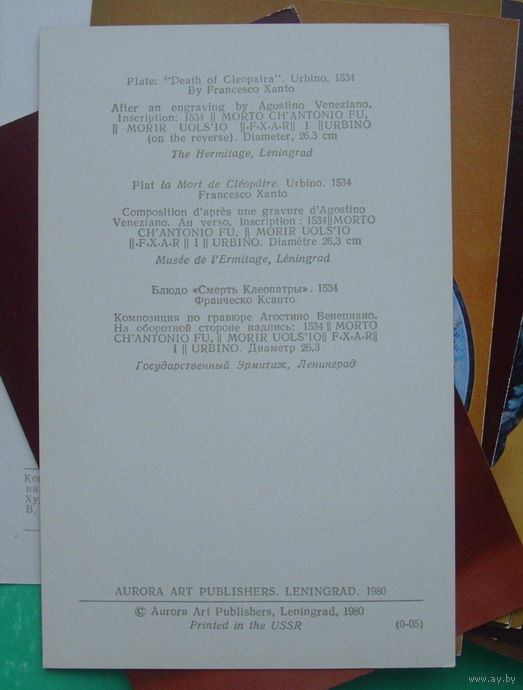 Plate: "Death of Cleopatra". Urbino. 1534
By Francesco Xanto
After an engraving by Agostino Veneziano.
Inscription: 1534 || MORTO CH'ANTONIO FU,
|| MORIR UOLS'IO ||·F·X·A·R|| 1 ||URBINO
(on the reverse). Diameter, 26.3 cm
The Hermitage, Leningrad
Plat la Mort de Cléopâtre. Urbino. 1534
Francesco Xanto
Composition d'après une gravure d'Agostino
Veneziano. Au verso, inscription: 1534||MORTO
CH'ANTONIO FU. || MORIR UOLS'IO
||·F·X·A·R || 1 || URBINO. Diamètre 26,3 cm
Musée de l'Ermitage, Léningrad
Блюдо «Смерть Клеопатры». 1534
Франческо Ксанто
Композиция по гравюре Агостино Венециано.
На оборотной стороне надпись: 1534 || MORTO
CH'ANTONIO FU, || MORIR UOLS'IO|| F·X·A·R||
1 || URBINO. Диаметр 26,3
Государственный Эрмитаж, Ленинград
AURORA ART PUBLISHERS. LENINGRAD. 1980
© Aurora Art Publishers, Leningrad, 1980
Printed in the USSR (0-05)
Ко
ни
Ху
В.
www.ay.by